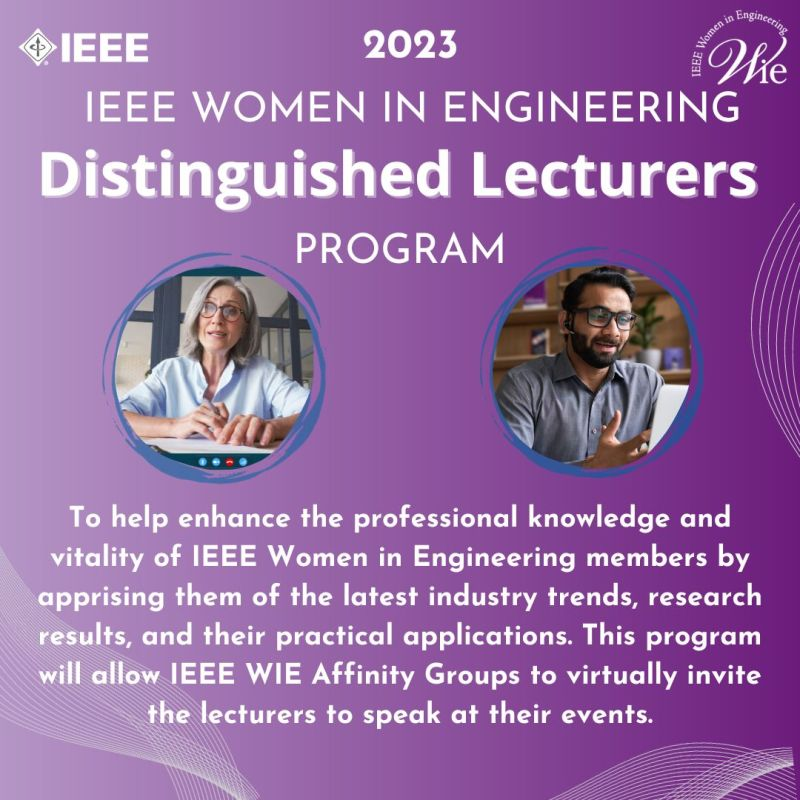 IEEE
2023
IEEE Women in Engineering
Wie
IEEE WOMEN IN ENGINEERING
Distinguished Lecturers
PROGRAM
To help enhance the professional knowledge and
vitality of IEEE Women in Engineering members by
apprising them of the latest industry trends, research
results, and their practical applications. This program
will allow IEEE WIE Affinity Groups to virtually invite
the lecturers to speak at their events.